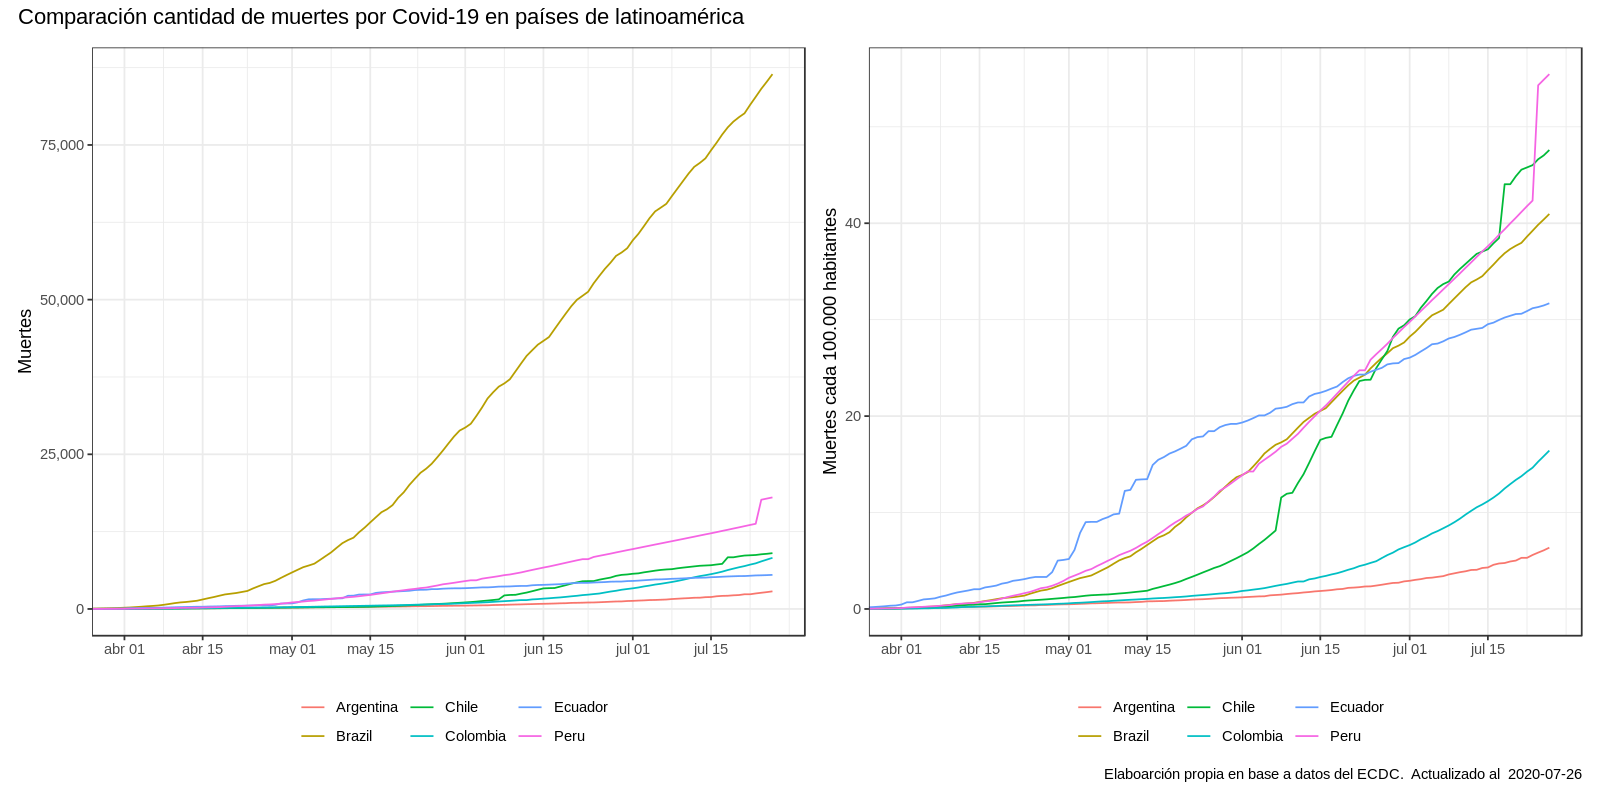 Comparación cantidad de muertes por Covid-19 en países de latinoamérica
Muertes
75,000
50,000
25,000
0
abr 01 abr 15 may 01 may 15 jun 01 jun 15 jul 01 jul 15
Argentina Chile Ecuador
Brazil Colombia Peru
Muertes cada 100.000 habitantes
40
20
0
abr 01 abr 15 may 01 may 15 jun 01 jun 15 jul 01 jul 15
Argentina Chile Ecuador
Brazil Colombia Peru
Elaboarción propia en base a datos del ECDC.  Actualizado al  2020-07-26